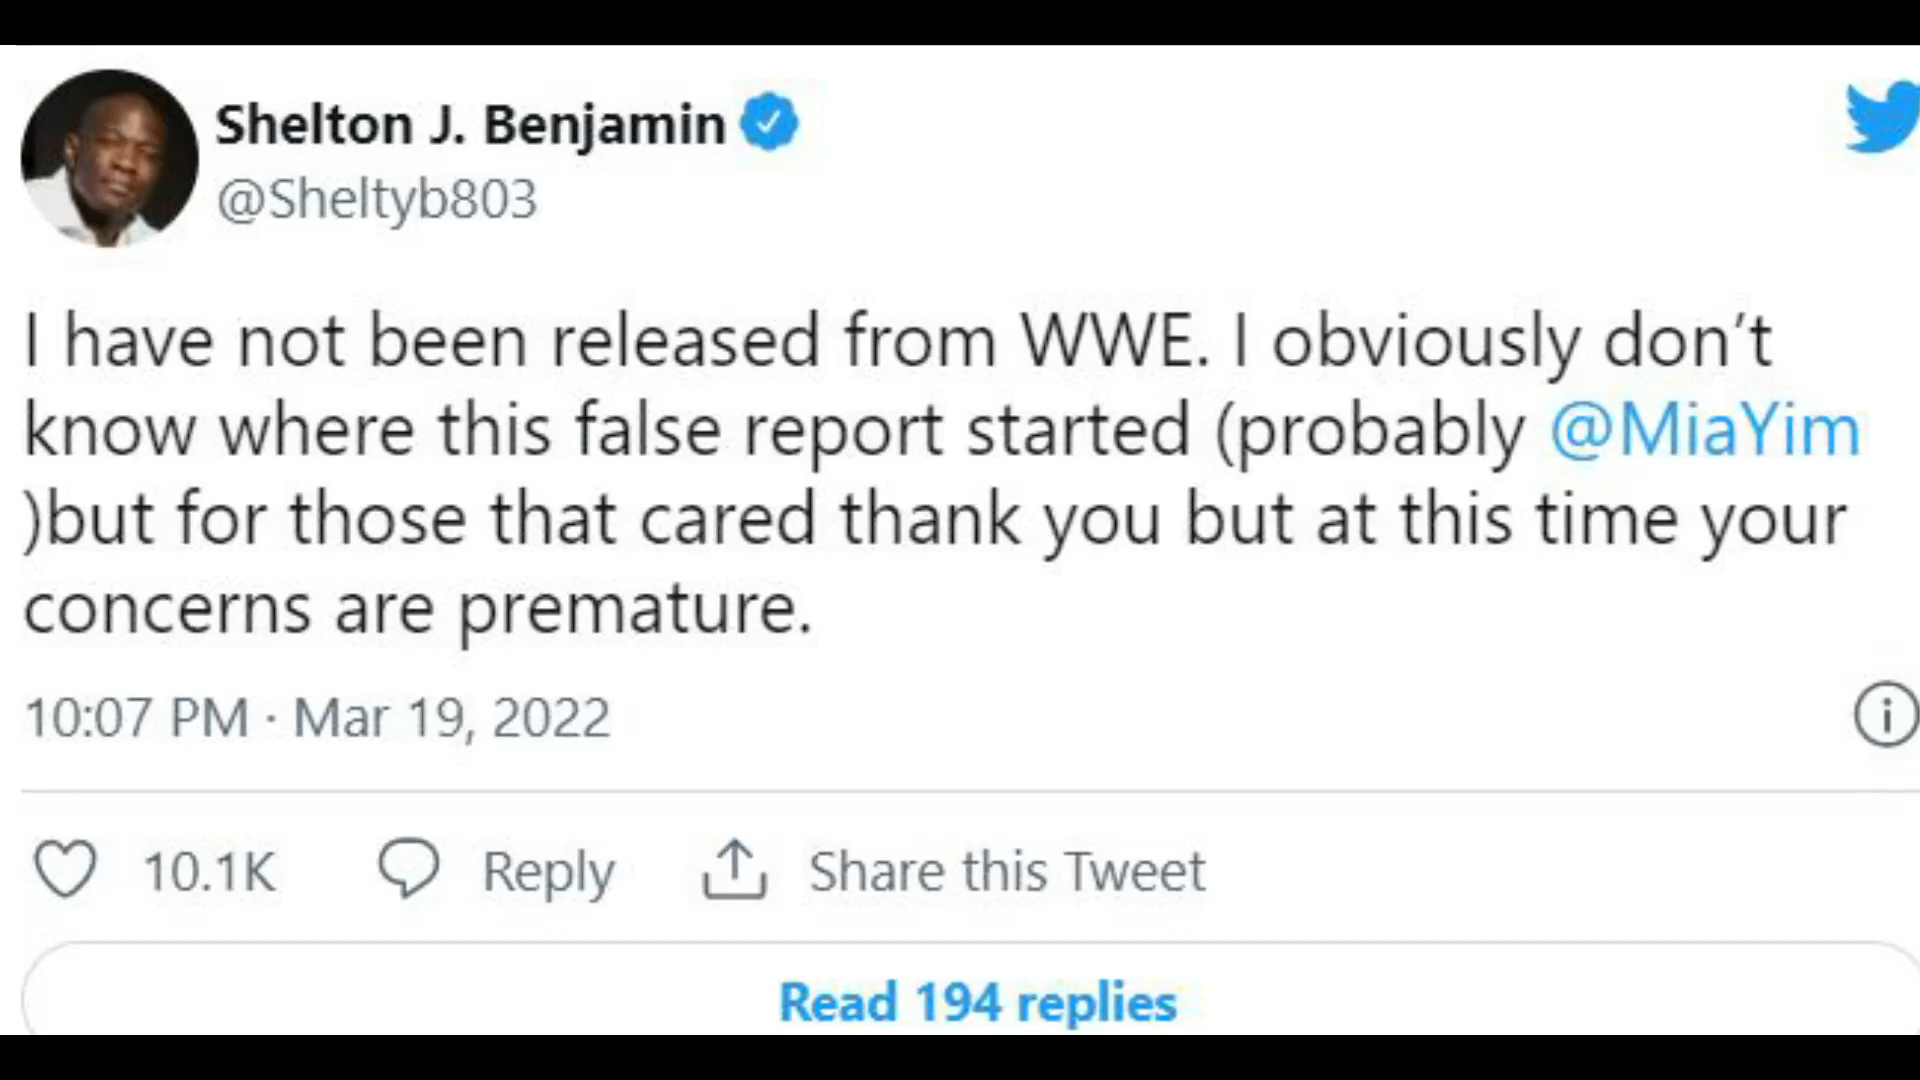 Shelton J. Benjamin
@Sheltyb803
I have not been released from WWE. I obviously don’t
know where this false report started (probably @MiaYim
)but for those that cared thank you but at this time your
concerns are premature.
10:07 PM · Mar 19, 2022
10.1K Reply Share this Tweet
Read 194 replies